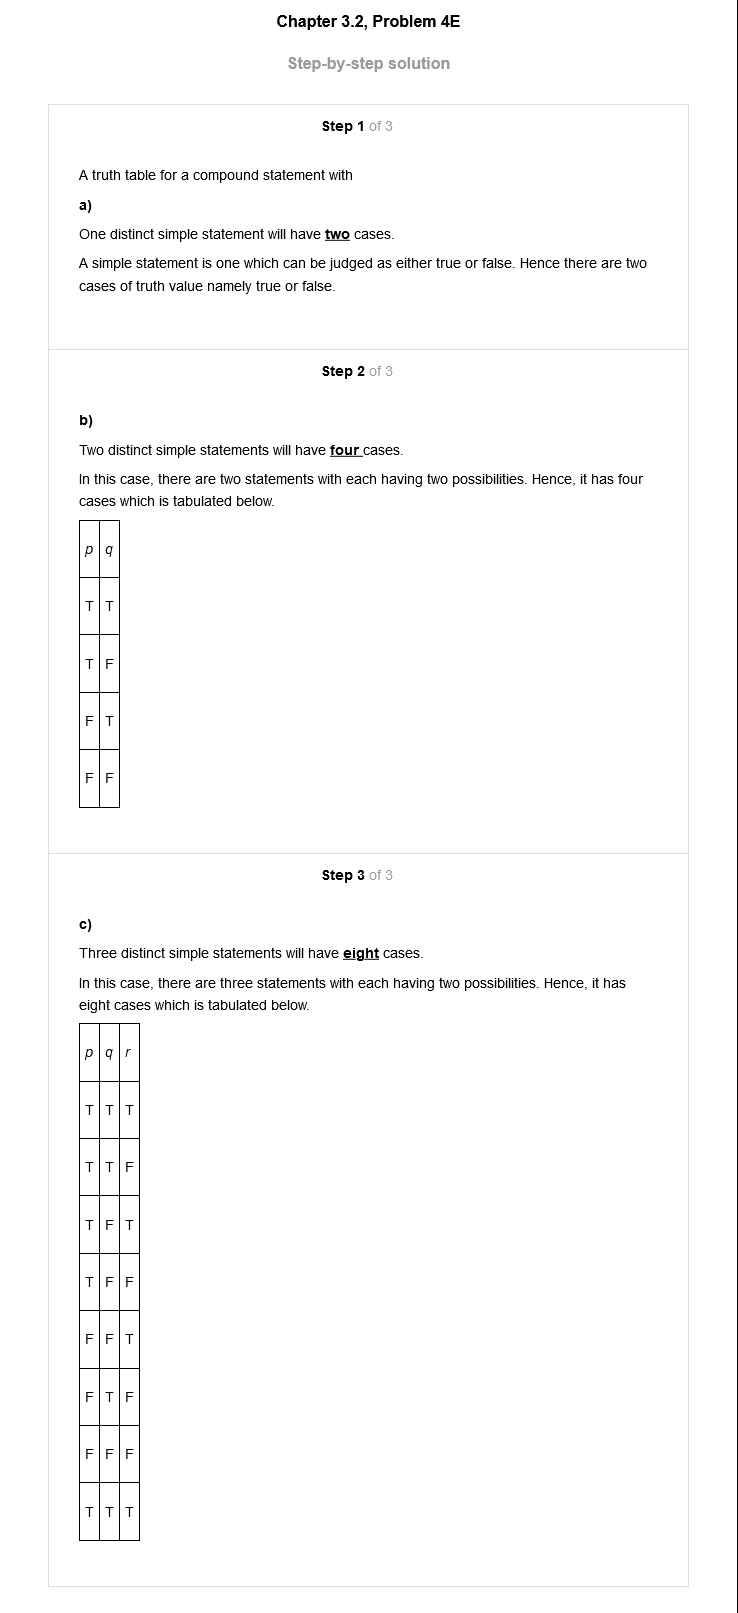 Chapter 3.2, Problem 4E
Step-by-step solution
Step 1 of 3
A truth table for a compound statement with
a)
One distinct simple statement will have two cases.
A simple statement is one which can be judged as either true or false. Hence there are two
cases of truth value namely true or false.
Step 2 of 3
b)
Two distinct simple statements will have four cases.
In this case, there are two statements with each having two possibilities. Hence, it has four
cases which is tabulated below.
p q
T T
T F
F T
F F
Step 3 of 3
c)
Three distinct simple statements will have eight cases.
In this case, there are three statements with each having two possibilities. Hence, it has
eight cases which is tabulated below.
p q r
T T T
T T F
T F T
T F F
F F T
F T F
F F F
T T T